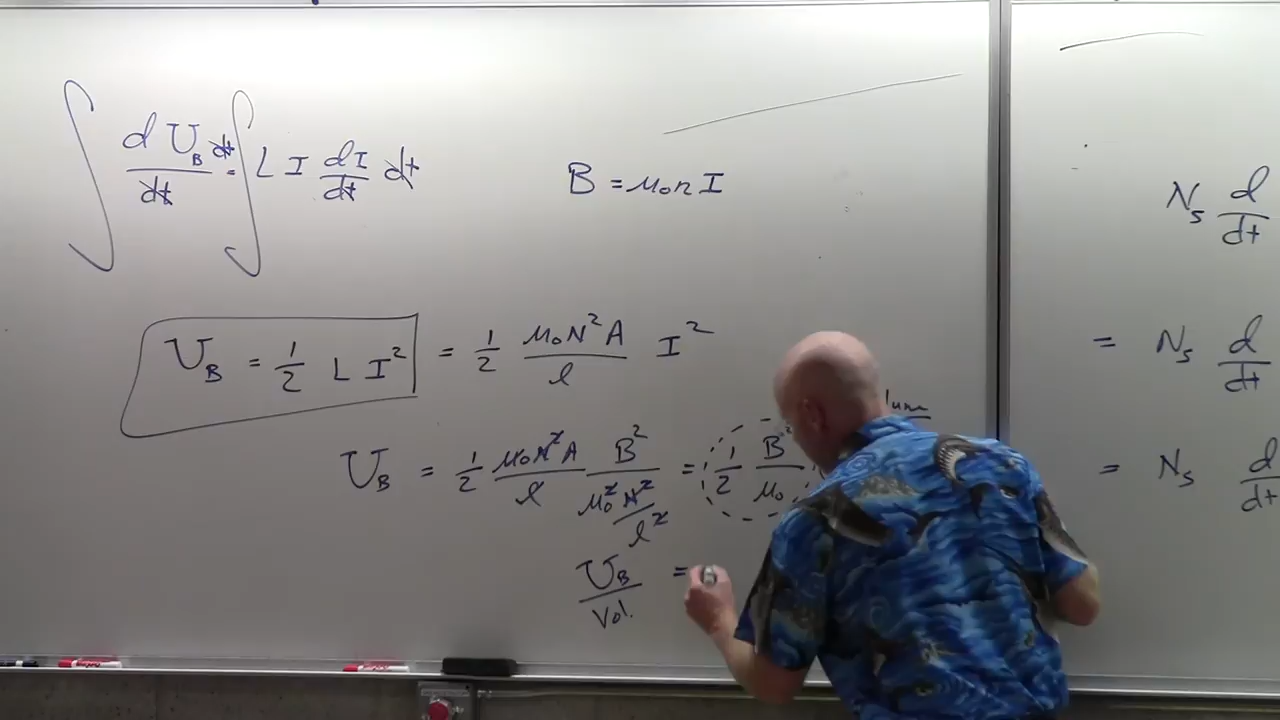 ∫ dU_B/dt dt = ∫ L I dI/dt dt
B = μ₀ n I
U_B = 1/2 L I² = 1/2 μ₀N²A/l I²
U_B = 1/2 μ₀N²A/l B²/(μ₀²N²/l²) = 1/2 B²/μ₀
U_B/Vol. =
N_s d/dt
= N_s d/dt
= N_s d/dt